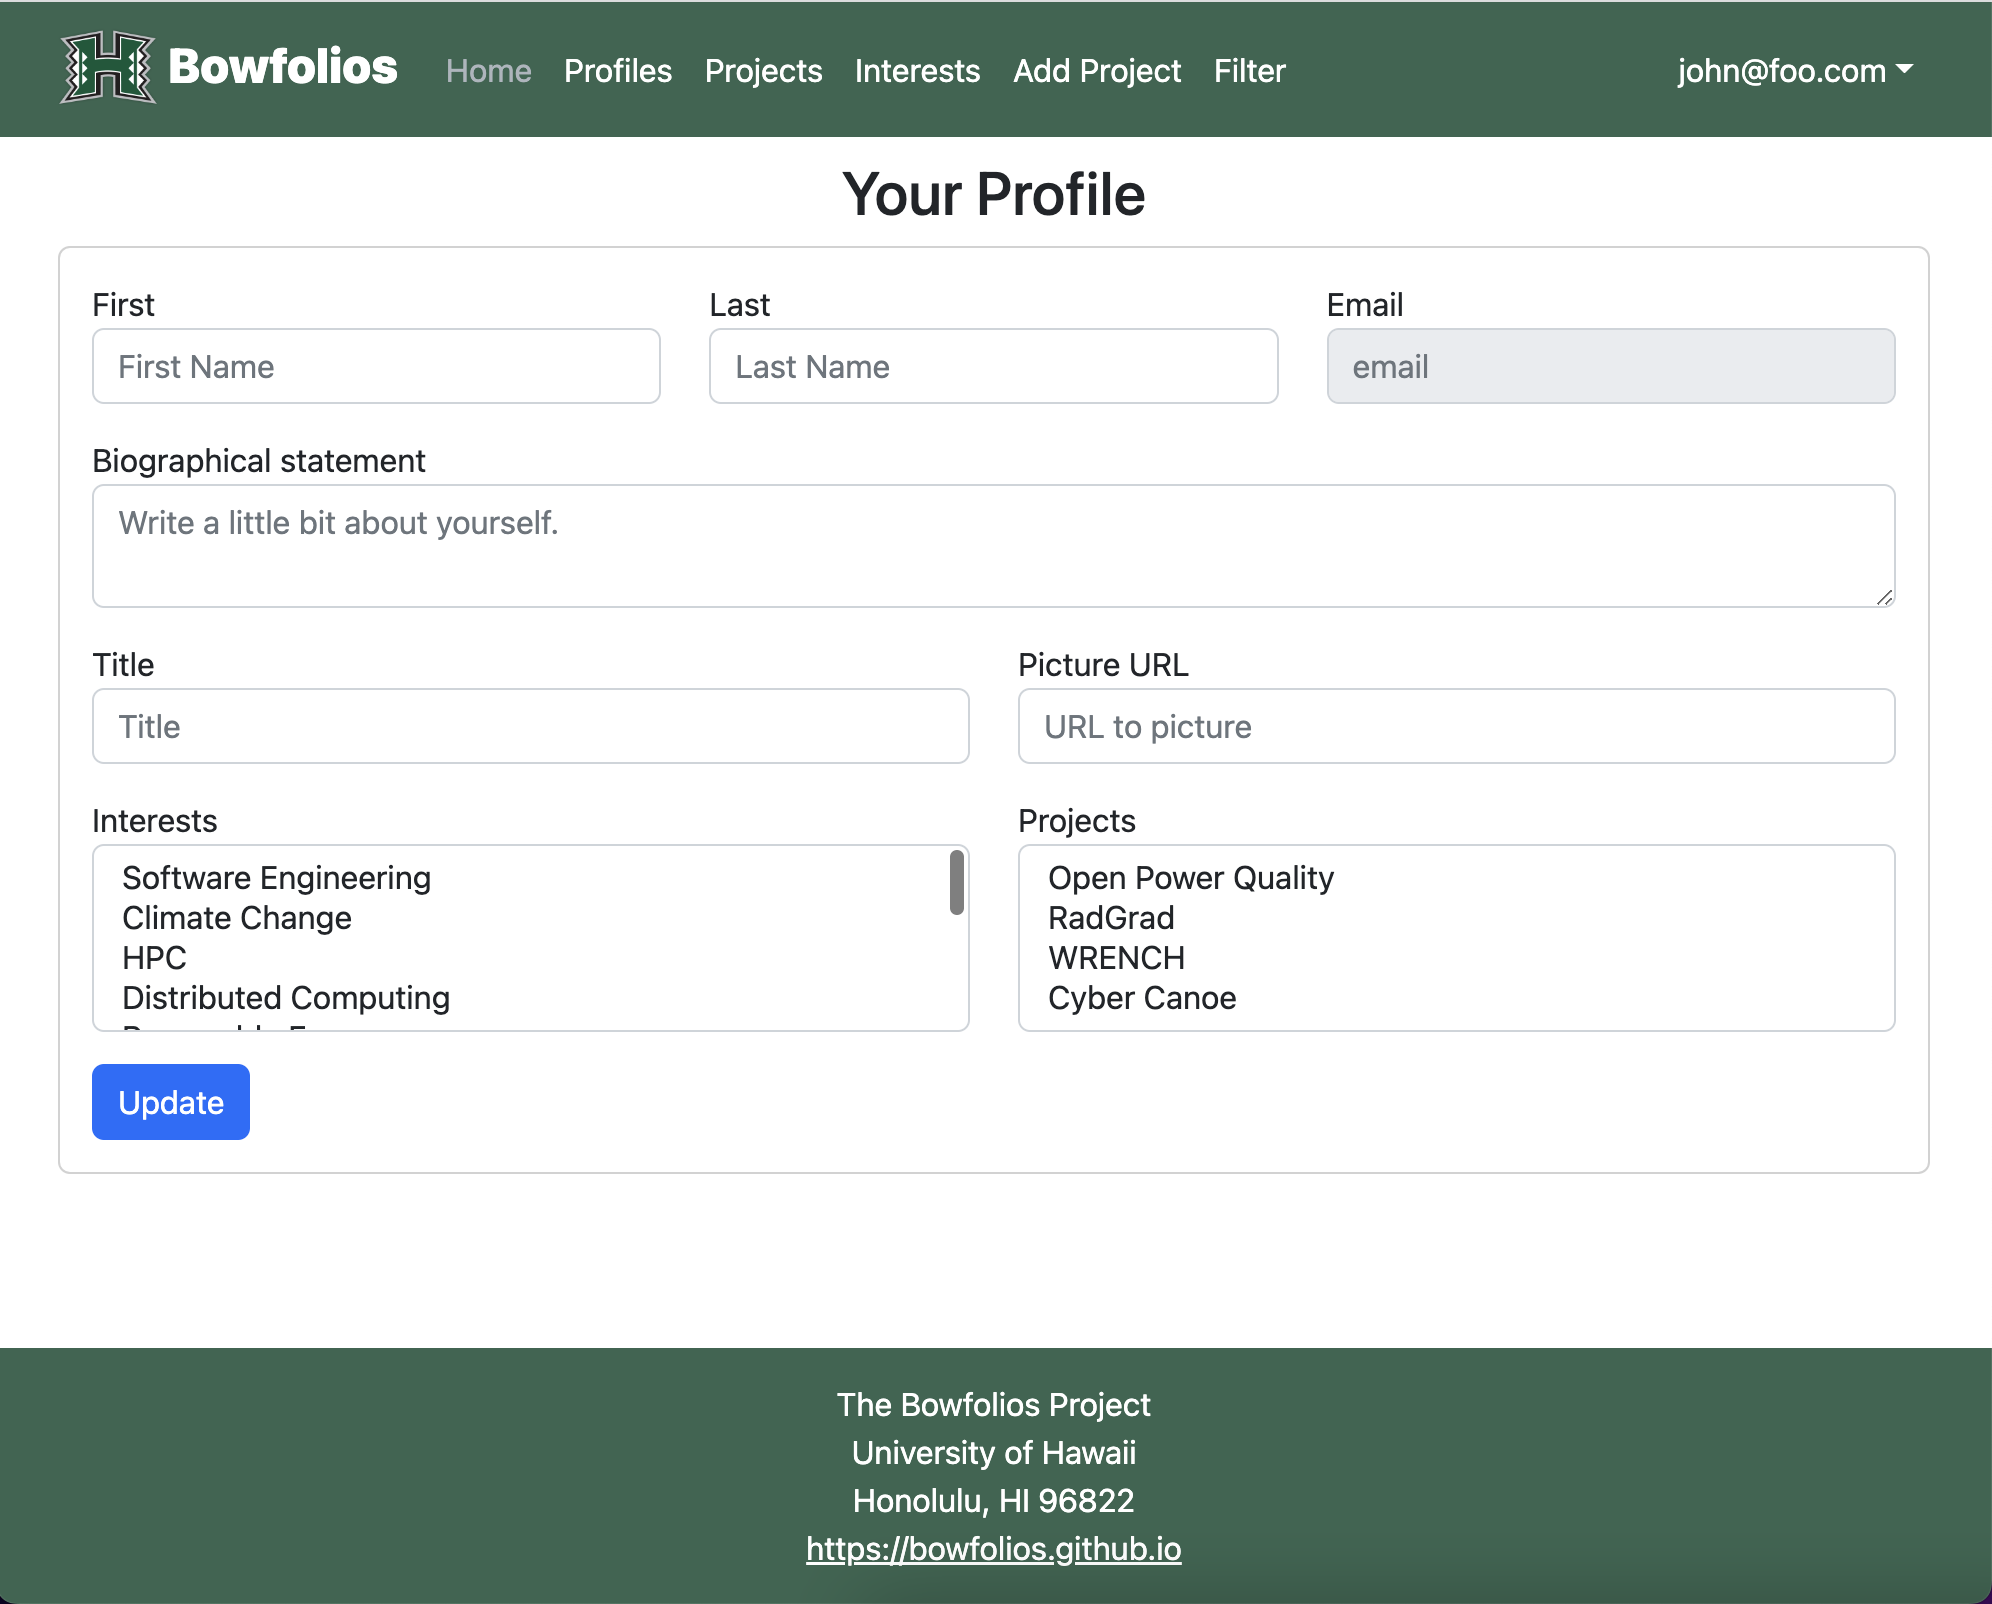 H Bowfolios Home Profiles Projects Interests Add Project Filter john@foo.com
Your Profile
First Last Email
First Name Last Name email
Biographical statement
Write a little bit about yourself.
Title Picture URL
Title URL to picture
Interests Projects
Software Engineering Open Power Quality
Climate Change RadGrad
HPC WRENCH
Distributed Computing Cyber Canoe
Update
The Bowfolios Project
University of Hawaii
Honolulu, HI 96822
https://bowfolios.github.io